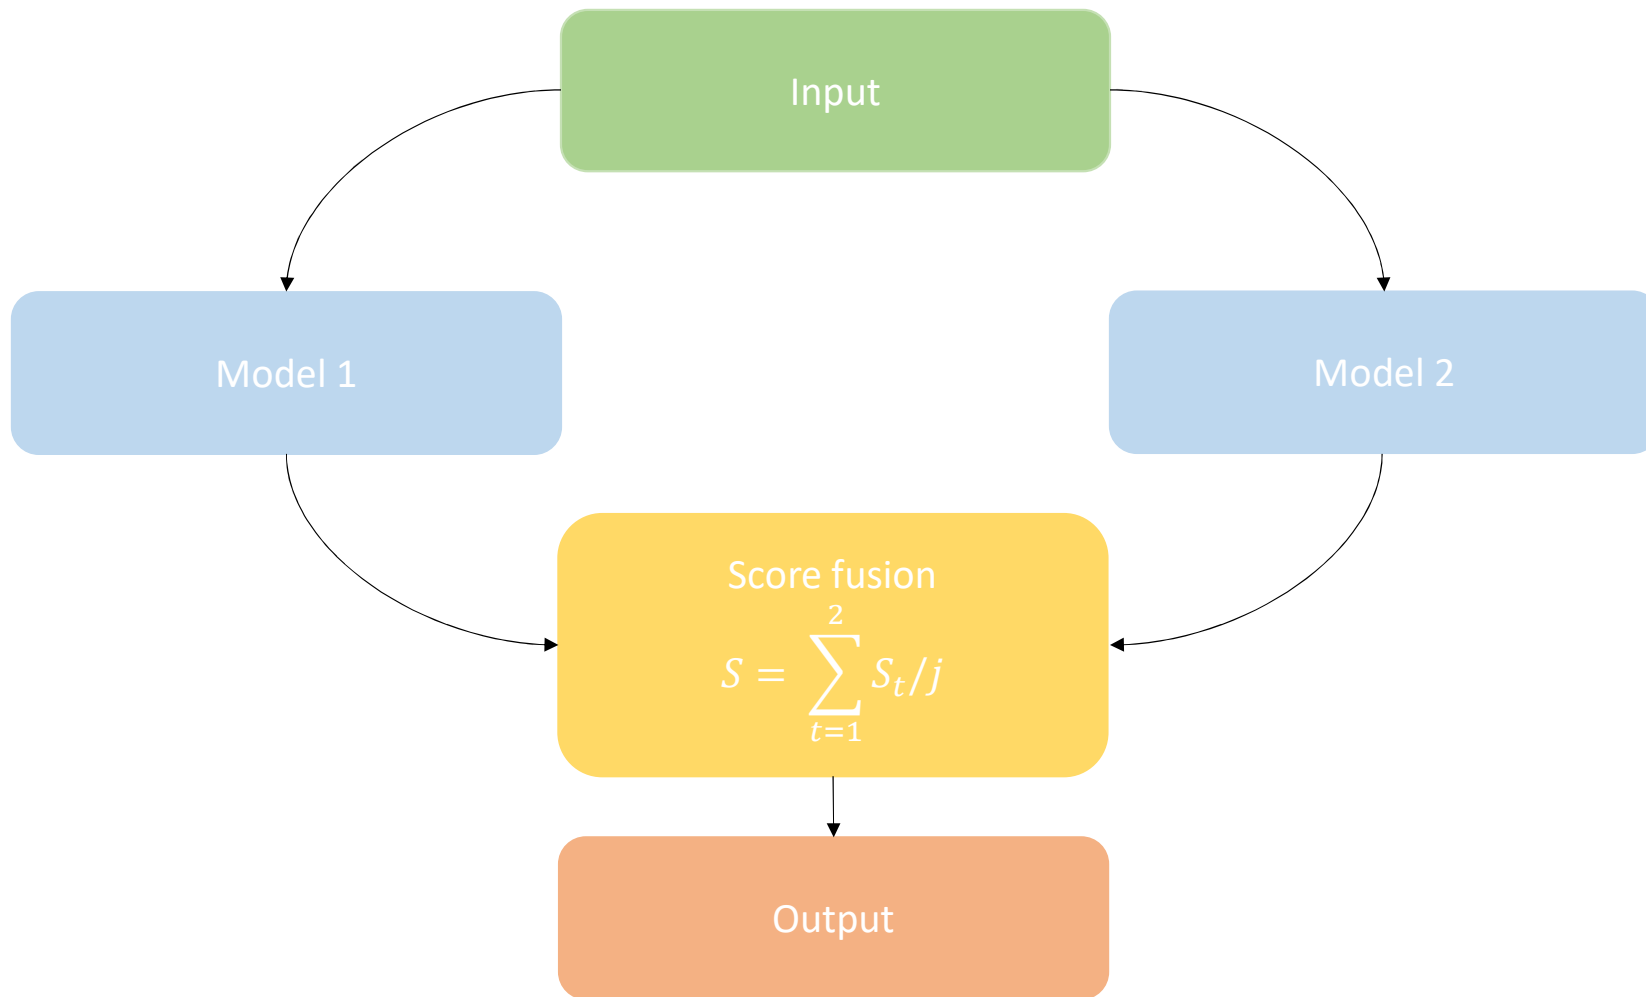 Input
Model 1
Model 2
Score fusion
2
S = ∑ S_t/j
t=1
Output